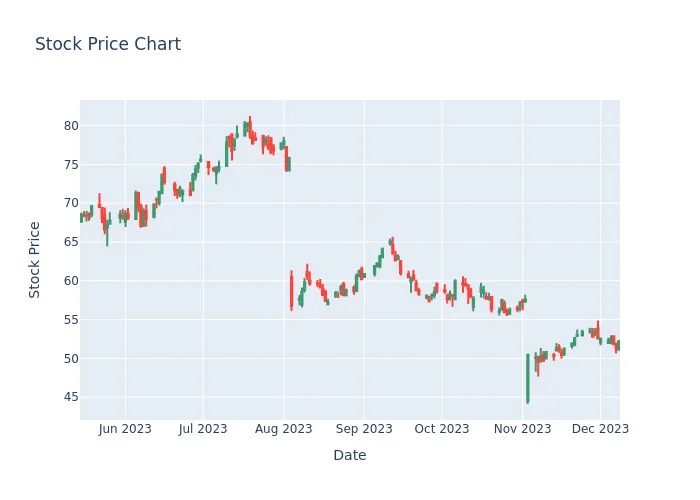 Stock Price Chart
Stock Price
80
75
70
65
60
55
50
45
Jun 2023
Jul 2023
Aug 2023
Sep 2023
Oct 2023
Nov 2023
Dec 2023
Date